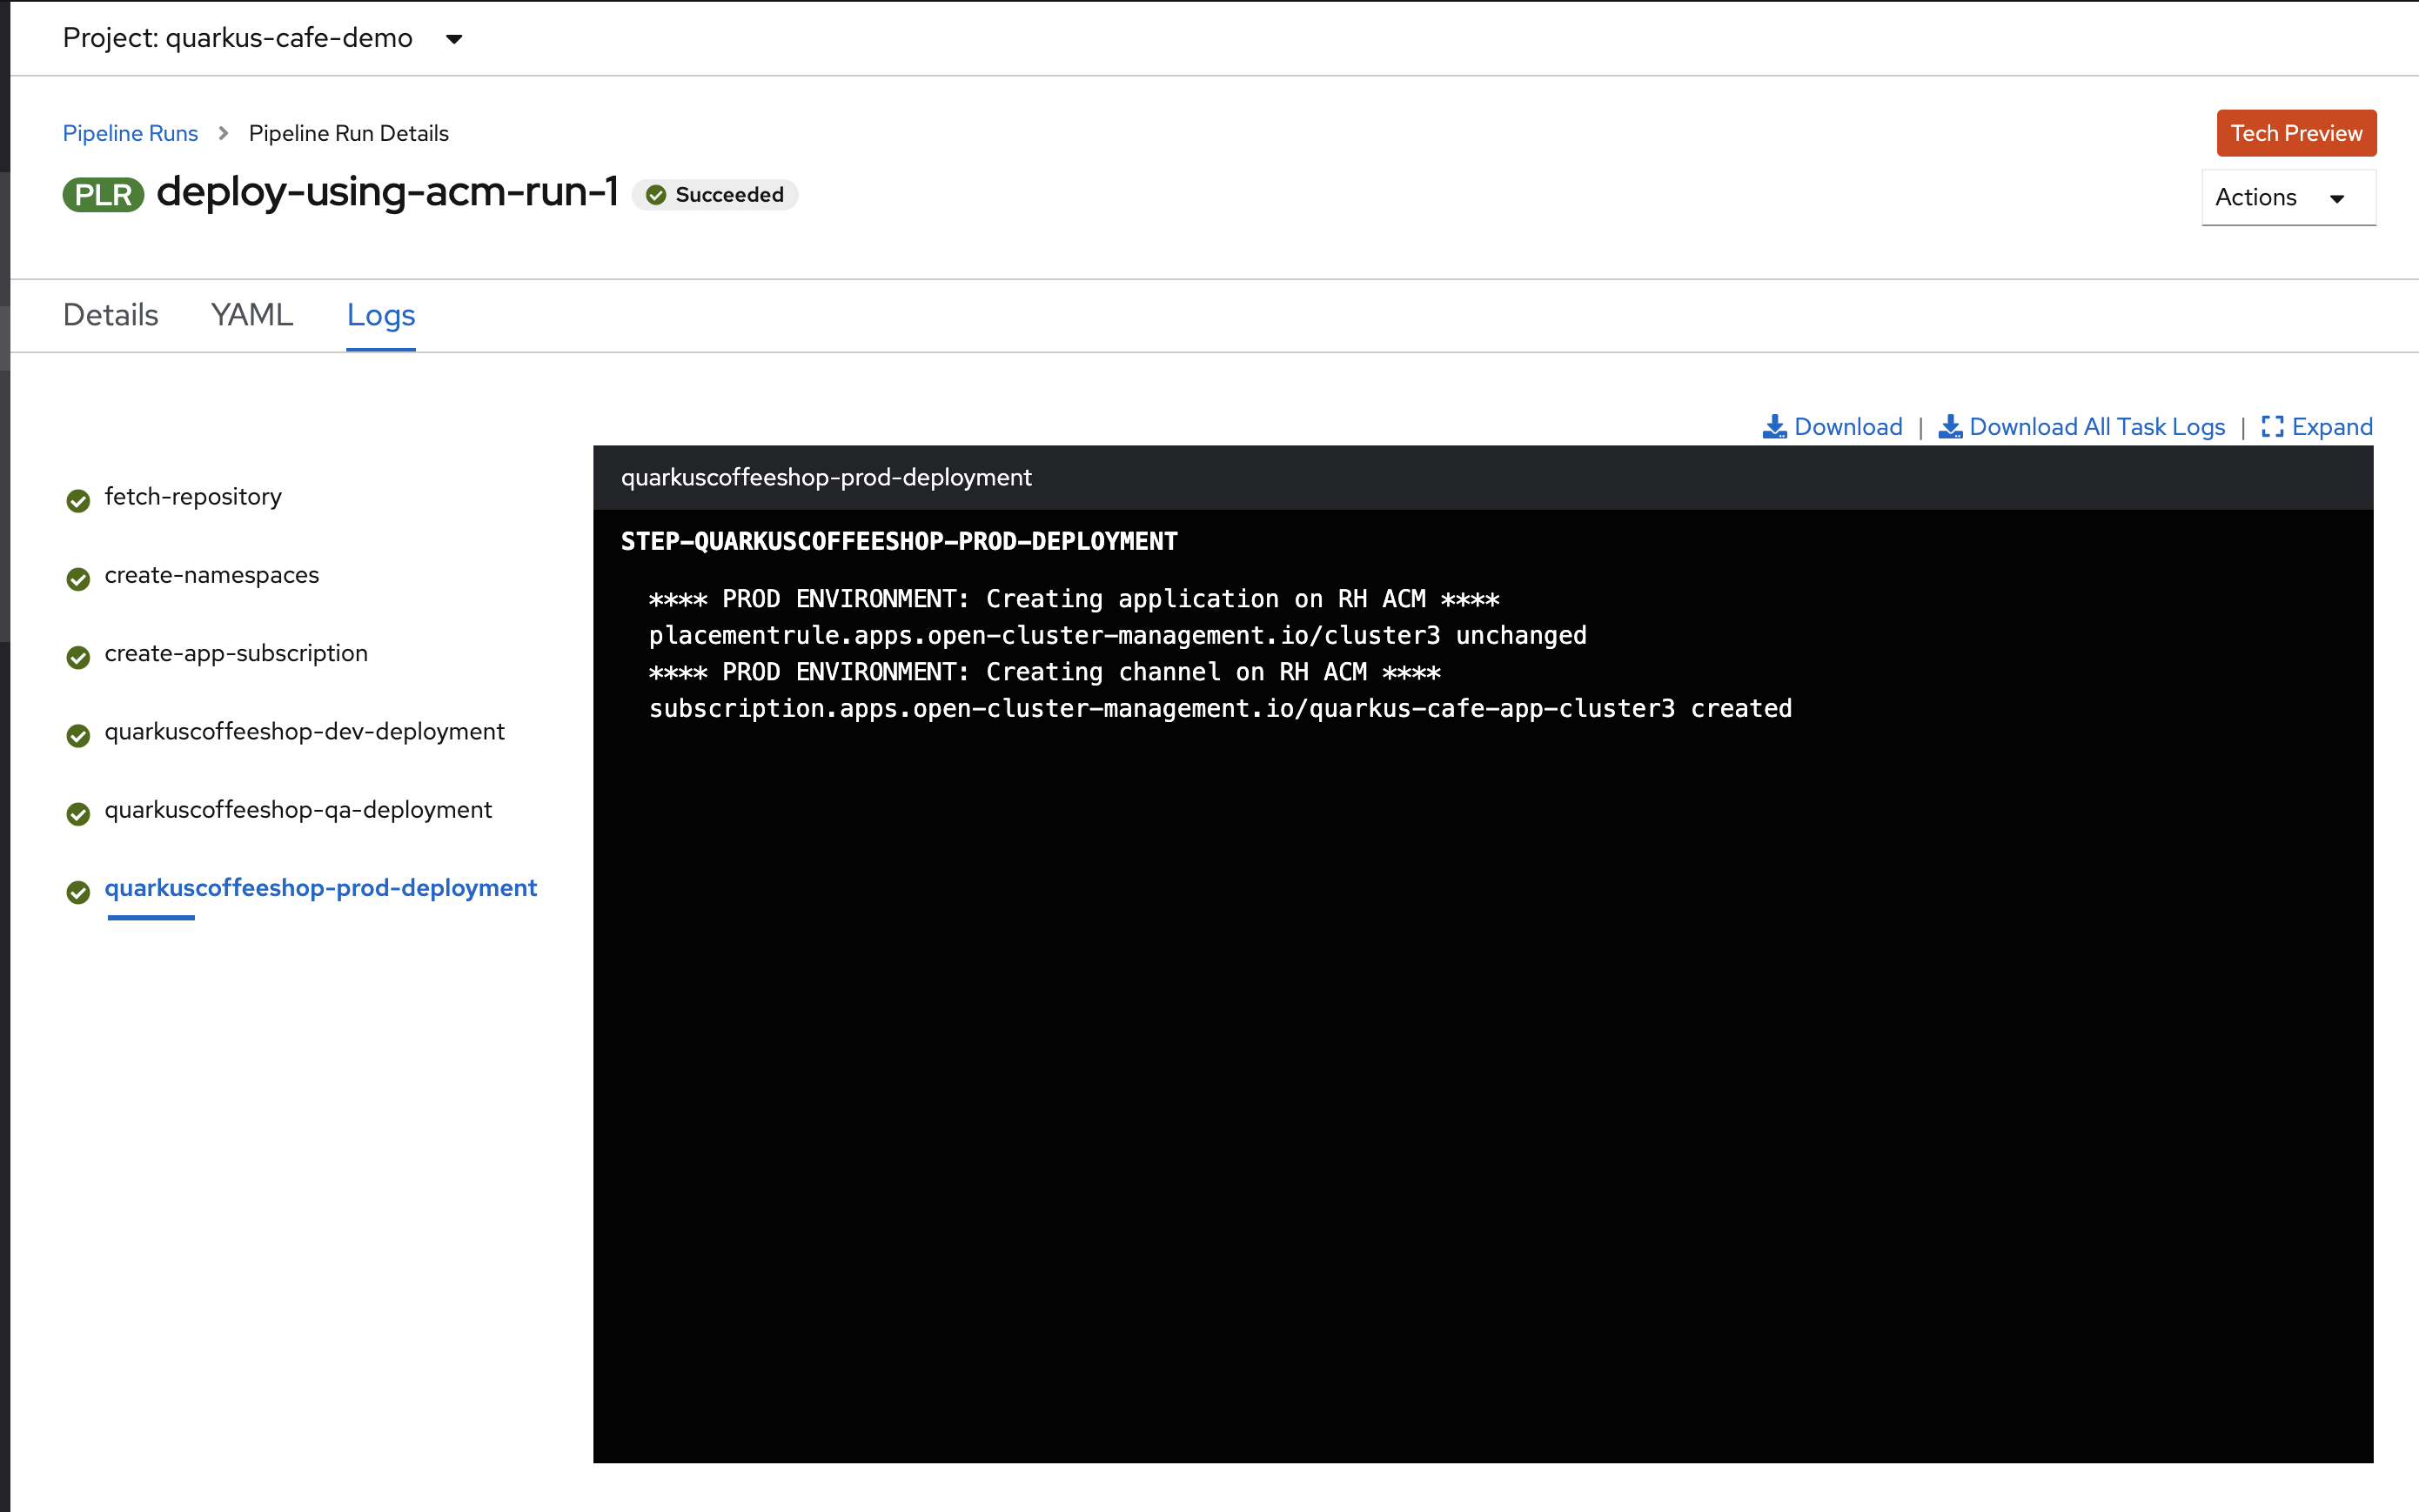 Project: quarkus-cafe-demo
Pipeline Runs > Pipeline Run Details
Tech Preview
PLR deploy-using-acm-run-1 Succeeded
Actions
Details YAML Logs
Download | Download All Task Logs | Expand
fetch-repository
create-namespaces
create-app-subscription
quarkuscoffeeshop-dev-deployment
quarkuscoffeeshop-qa-deployment
quarkuscoffeeshop-prod-deployment
quarkuscoffeeshop-prod-deployment
STEP-QUARKUSCOFFEESHOP-PROD-DEPLOYMENT
**** PROD ENVIRONMENT: Creating application on RH ACM ****
placementrule.apps.open-cluster-management.io/cluster3 unchanged
**** PROD ENVIRONMENT: Creating channel on RH ACM ****
subscription.apps.open-cluster-management.io/quarkus-cafe-app-cluster3 created